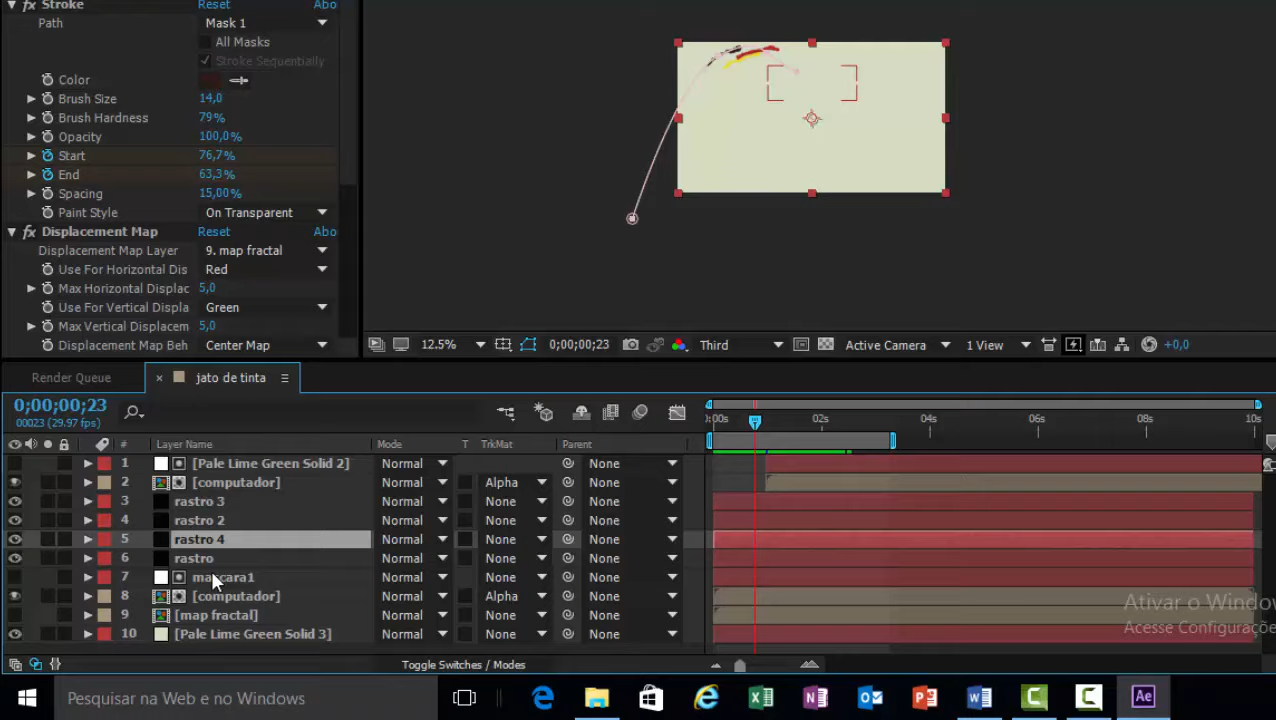 Stroke Reset Abo
Path Mask 1
All Masks
Stroke Sequentially
Color
Brush Size 14,0
Brush Hardness 79%
Opacity 100,0%
Start 76,7%
End 63,3%
Spacing 15,00%
Paint Style On Transparent
Displacement Map Reset Abo
Displacement Map Layer 9. map fractal
Use For Horizontal Dis Red
Max Horizontal Displac 5,0
Use For Vertical Displa Green
Max Vertical Displacem 5,0
Displacement Map Beh Center Map
12.5% 0;00;00;23 Third Active Camera 1 View +0,0
Render Queue × jato de tinta
0;00;00;23
00023 (29.97 fps)
:00s 02s 04s 06s 08s 10s
# Layer Name Mode T TrkMat Parent
1 [Pale Lime Green Solid 2] Normal None
2 [computador] Normal Alpha None
3 rastro 3 Normal None None
4 rastro 2 Normal None None
5 rastro 4 Normal None None
6 rastro Normal None None
7 mascara1 Normal None None
8 [computador] Normal Alpha None
9 [map fractal] Normal None None
10 [Pale Lime Green Solid 3] Normal None None
Ativar o Window
Acesse Configuraçõe
Toggle Switches / Modes
Pesquisar na Web e no Windows
Ae